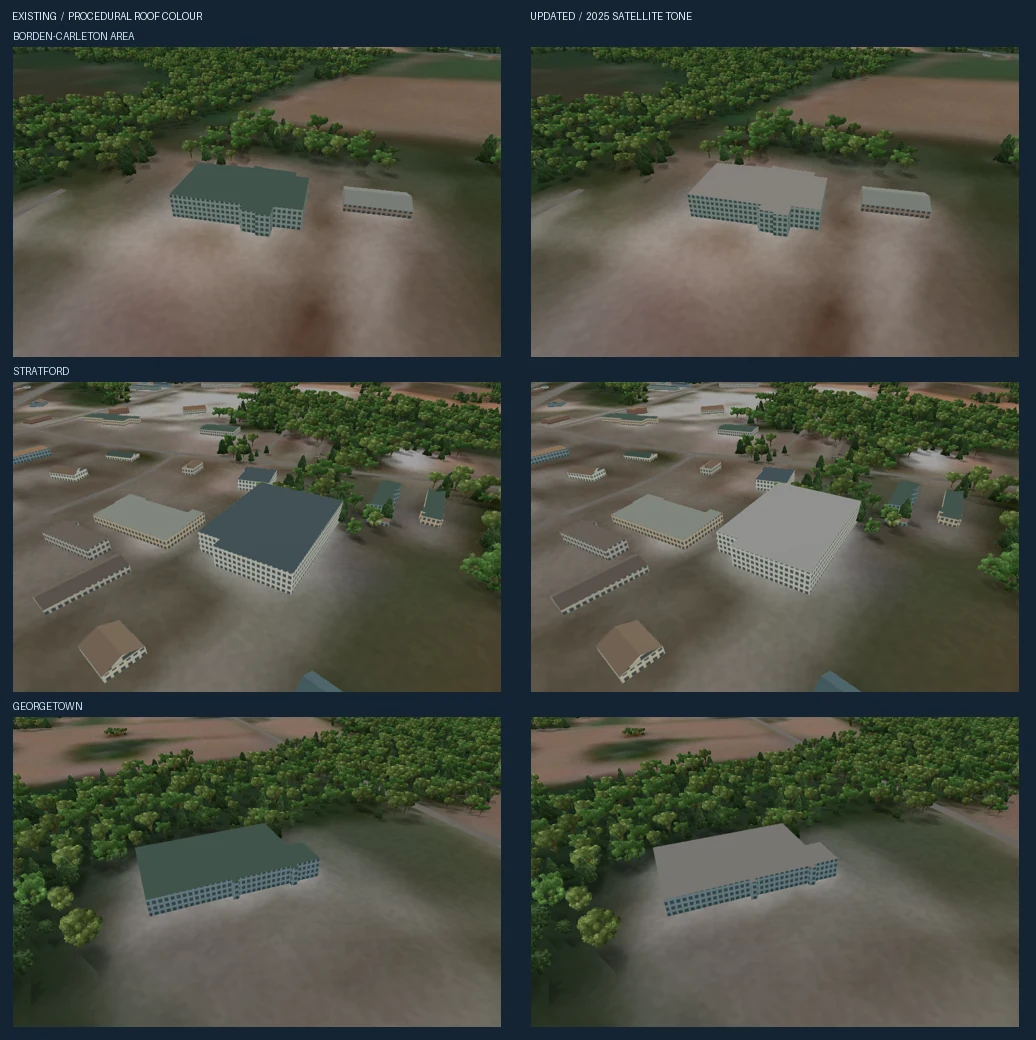 EXISTING / PROCEDURAL ROOF COLOUR
UPDATED / 2025 SATELLITE TONE
BORDEN-CARLETON AREA
STRATFORD
GEORGETOWN